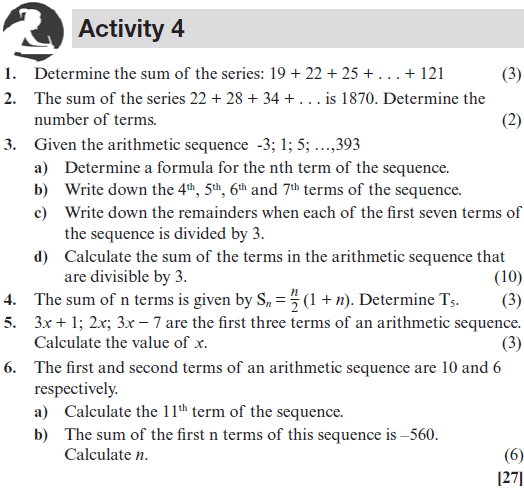 Activity 4
1. Determine the sum of the series: 19 + 22 + 25 + . . . + 121 (3)
2. The sum of the series 22 + 28 + 34 + . . . is 1870. Determine the
number of terms. (2)
3. Given the arithmetic sequence -3; 1; 5; …,393
a) Determine a formula for the nth term of the sequence.
b) Write down the 4th, 5th, 6th and 7th terms of the sequence.
c) Write down the remainders when each of the first seven terms of
the sequence is divided by 3.
d) Calculate the sum of the terms in the arithmetic sequence that
are divisible by 3. (10)
4. The sum of n terms is given by Sₙ = n/2 (1 + n). Determine T₅. (3)
5. 3x + 1; 2x; 3x – 7 are the first three terms of an arithmetic sequence.
Calculate the value of x. (3)
6. The first and second terms of an arithmetic sequence are 10 and 6
respectively.
a) Calculate the 11th term of the sequence.
b) The sum of the first n terms of this sequence is –560.
Calculate n. (6)
[27]